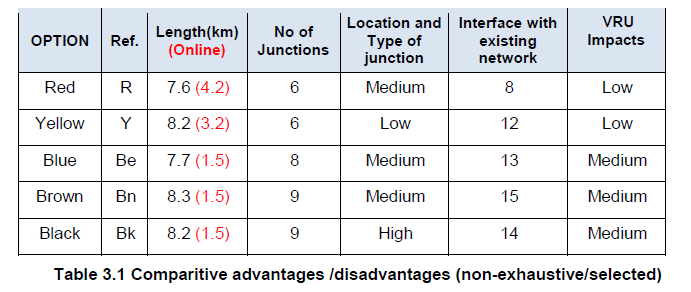 OPTION Ref. Length(km) (Online) No of Junctions Location and Type of junction Interface with existing network VRU Impacts
Red R 7.6 (4.2) 6 Medium 8 Low
Yellow Y 8.2 (3.2) 6 Low 12 Low
Blue Be 7.7 (1.5) 8 Medium 13 Medium
Brown Bn 8.3 (1.5) 9 Medium 15 Medium
Black Bk 8.2 (1.5) 9 High 14 Medium
Table 3.1 Comparitive advantages /disadvantages (non-exhaustive/selected)